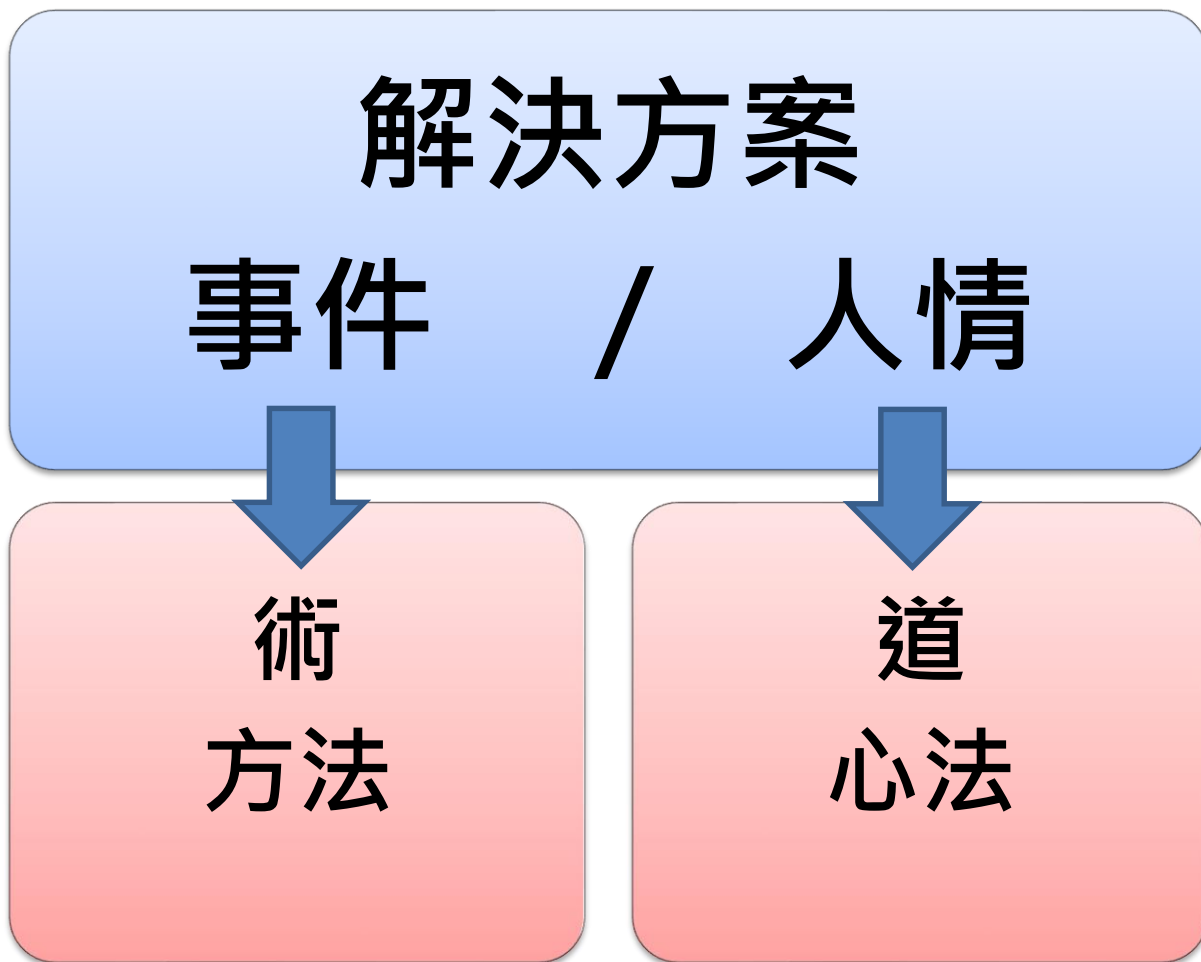 解決方案
事件 / 人情
術
方法
道
心法